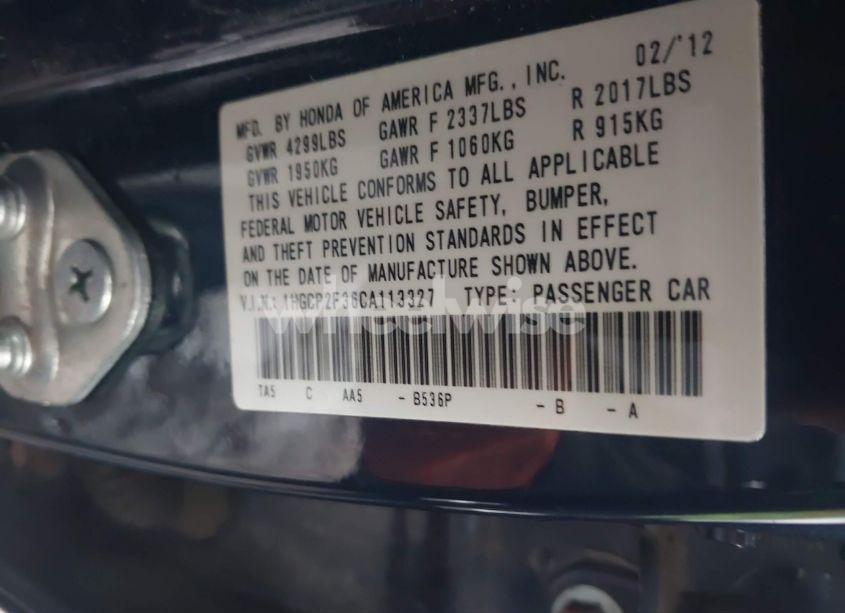 02/'12
MFD. BY HONDA OF AMERICA MFG., INC.
GVWR 4299LBS GAWR F 2337LBS R 2017LBS
GVWR 1950KG GAWR F 1060KG R 915KG
THIS VEHICLE CONFORMS TO ALL APPLICABLE
FEDERAL MOTOR VEHICLE SAFETY, BUMPER,
AND THEFT PREVENTION STANDARDS IN EFFECT
ON THE DATE OF MANUFACTURE SHOWN ABOVE.
V.I.N.: 1HGCP2F36CA113327 TYPE: PASSENGER CAR
wheelwise
TA5 C AA5 - B536P - B - A